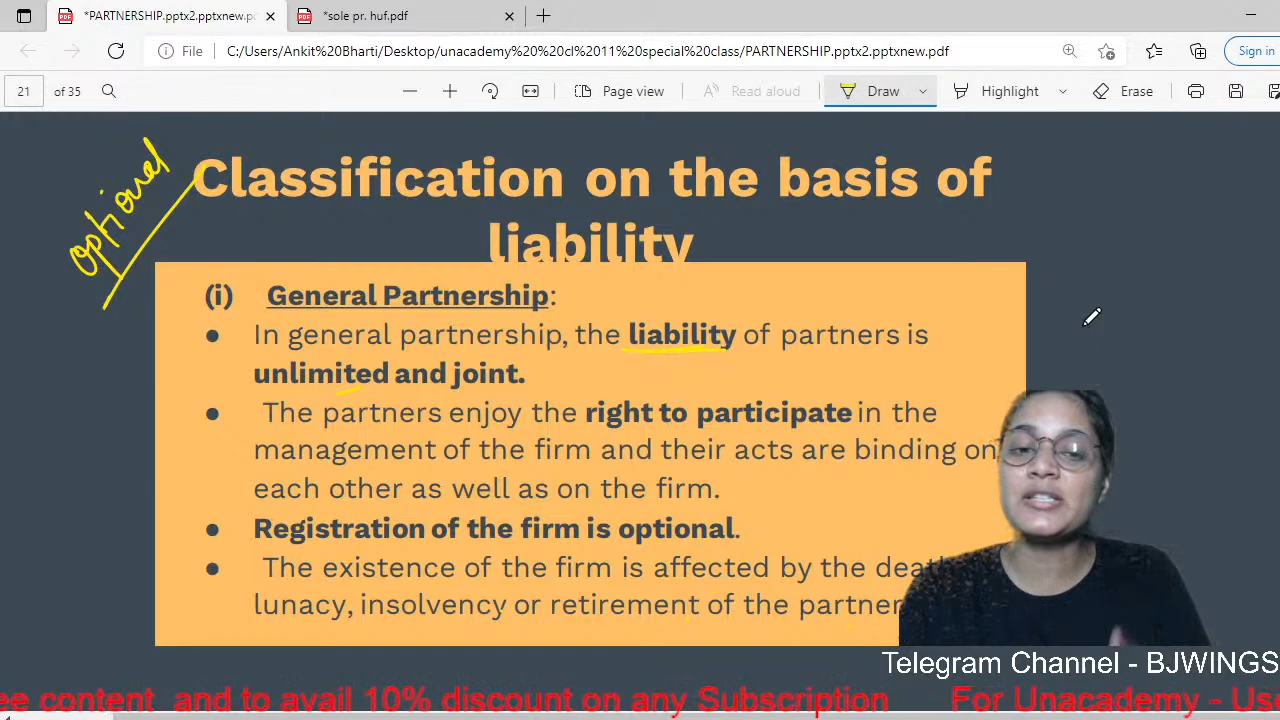 *PARTNERSHIP.pptx2.pptxnew.pc
*sole pr. huf.pdf
File
C:/Users/Ankit%20Bharti/Desktop/unacademy%20%20cl%2011%20special%20class/PARTNERSHIP.pptx2.pptxnew.pdf
Sign in
21 of 35
Page view
Read aloud
Draw
Highlight
Erase
Optional
Classification on the basis of
liability
(i) General Partnership:
● In general partnership, the liability of partners is
unlimited and joint.
● The partners enjoy the right to participate in the
management of the firm and their acts are binding on
each other as well as on the firm.
● Registration of the firm is optional.
● The existence of the firm is affected by the death
lunacy, insolvency or retirement of the partner
Telegram Channel - BJWINGS
ee content and to avail 10% discount on any Subscription For Unacademy - Use